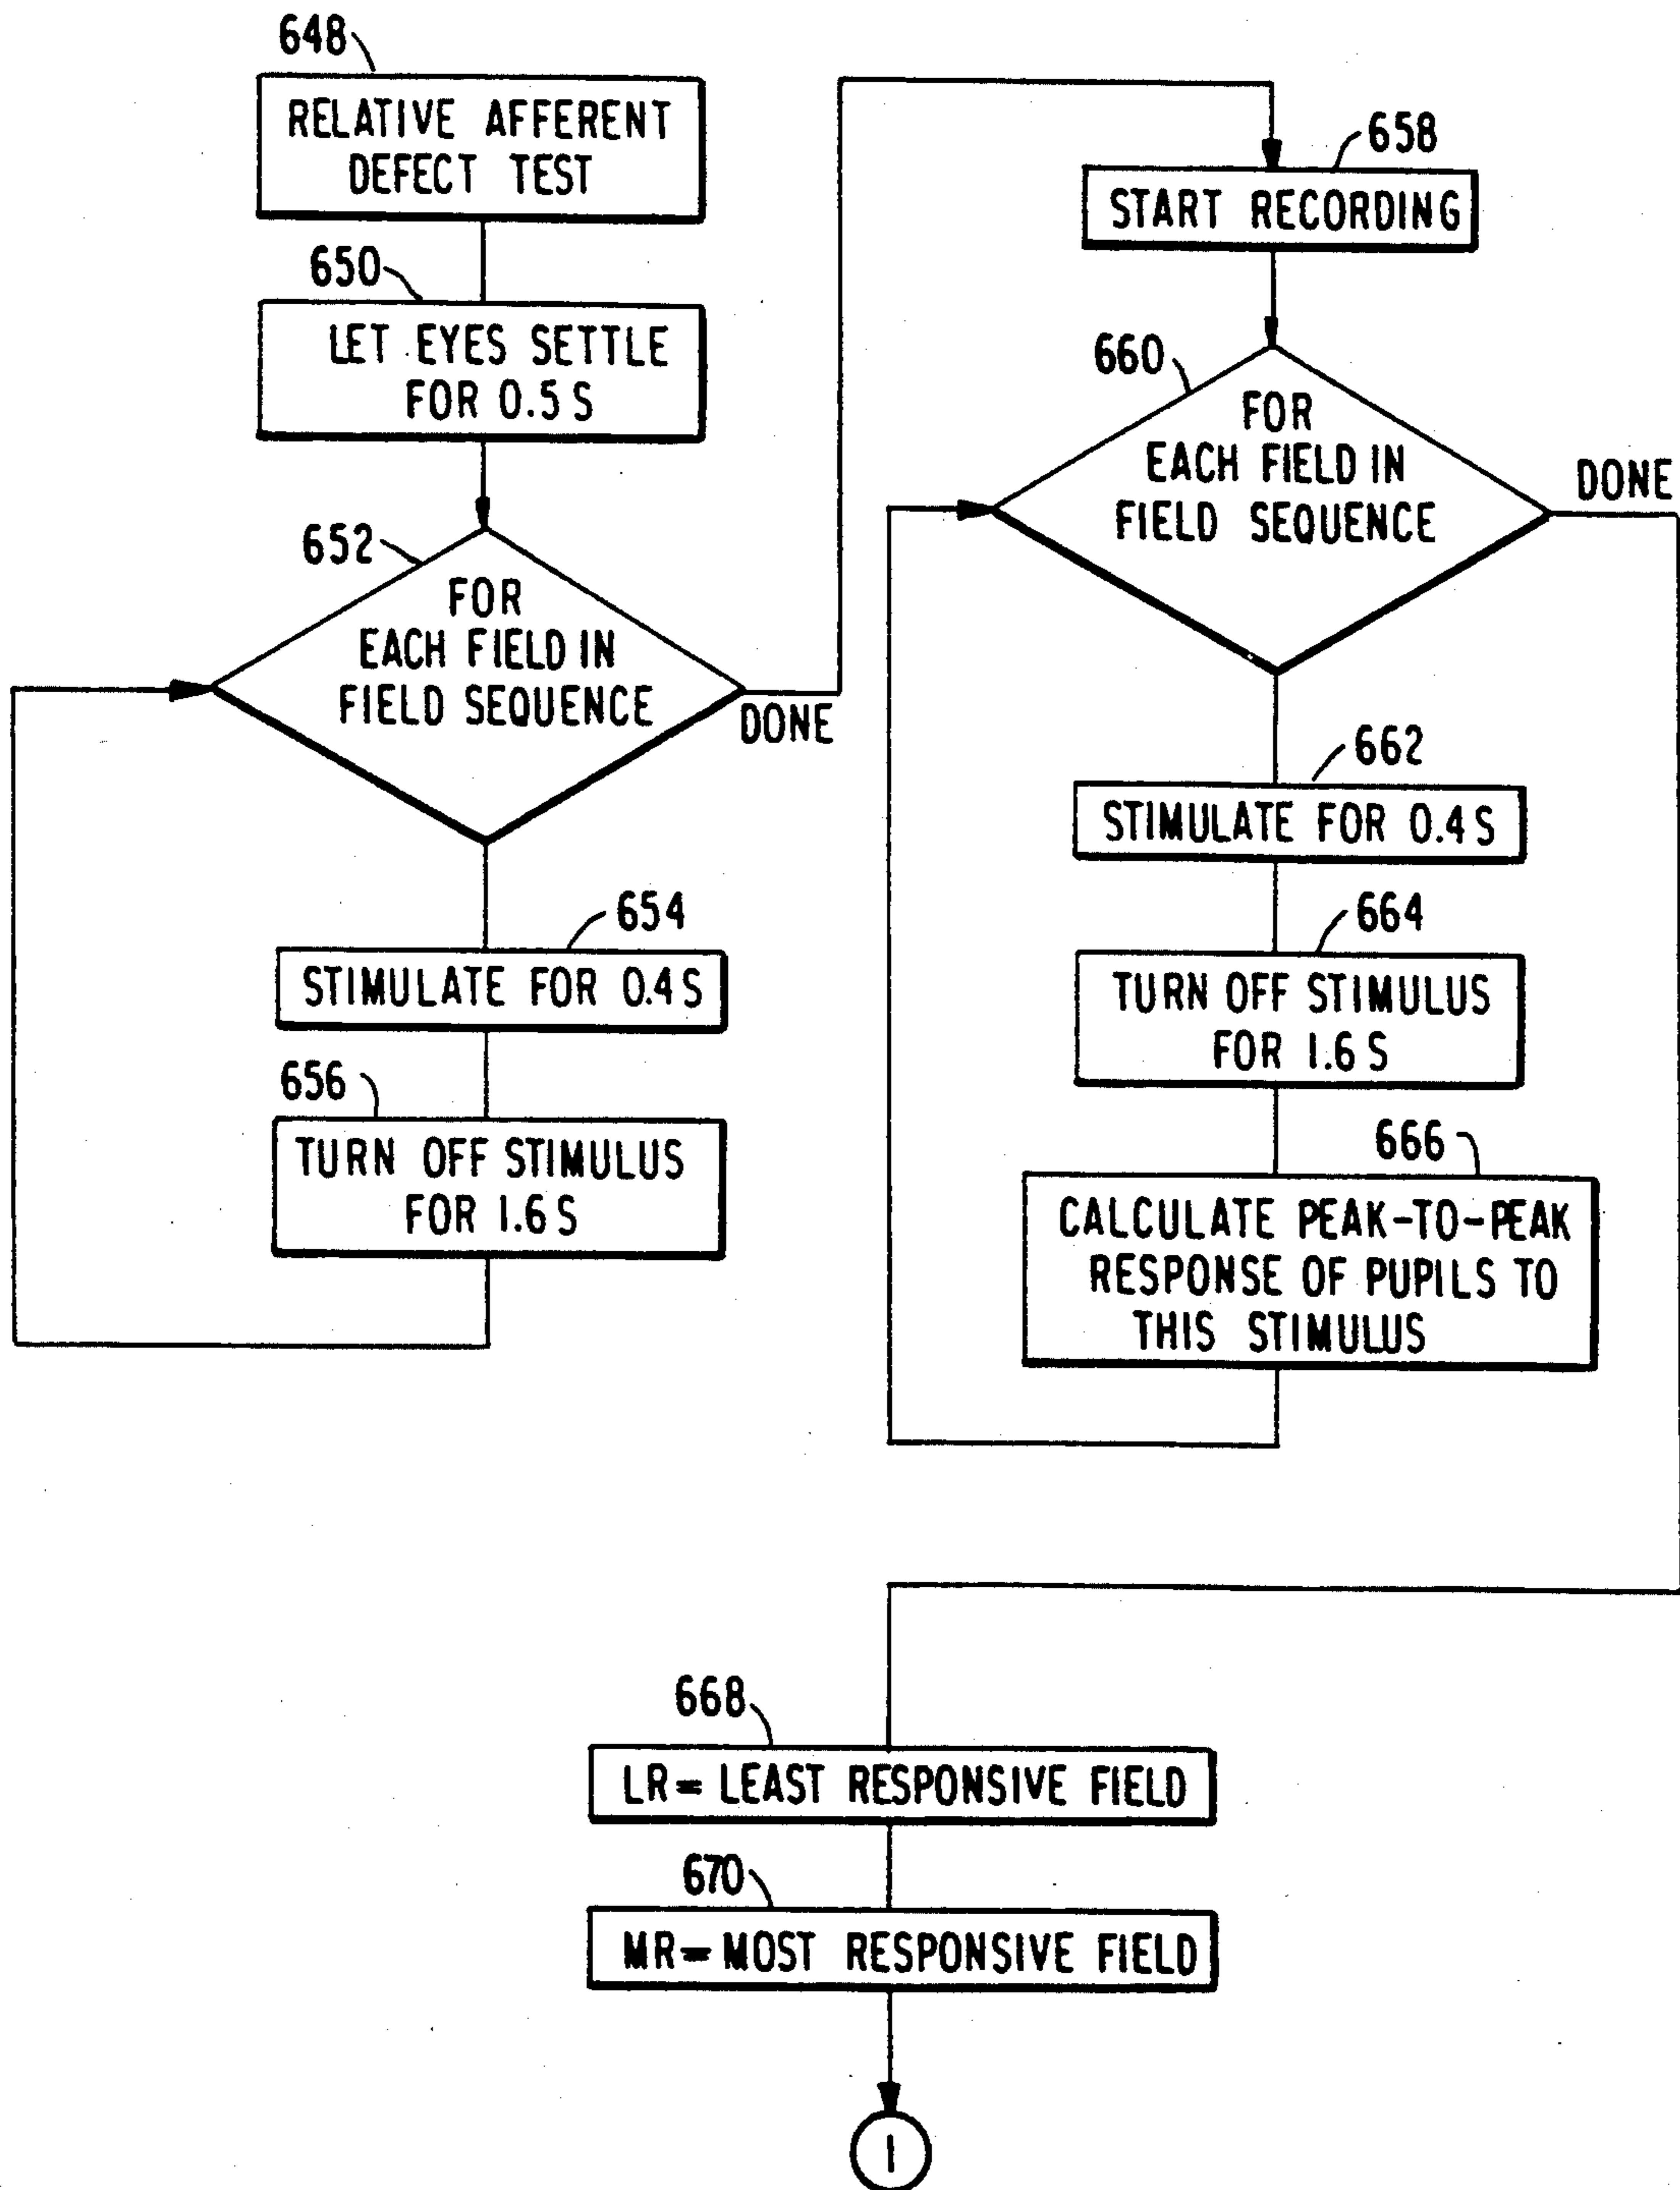 648
RELATIVE AFFERENT
DEFECT TEST
650
LET EYES SETTLE
FOR 0.5 S
652
FOR
EACH FIELD IN
FIELD SEQUENCE
DONE
654
STIMULATE FOR 0.4 S
656
TURN OFF STIMULUS
FOR 1.6 S
658
START RECORDING
660
FOR
EACH FIELD IN
FIELD SEQUENCE
DONE
662
STIMULATE FOR 0.4 S
664
TURN OFF STIMULUS
FOR 1.6 S
666
CALCULATE PEAK-TO-PEAK
RESPONSE OF PUPILS TO
THIS STIMULUS
668
LR = LEAST RESPONSIVE FIELD
670
MR = MOST RESPONSIVE FIELD
1